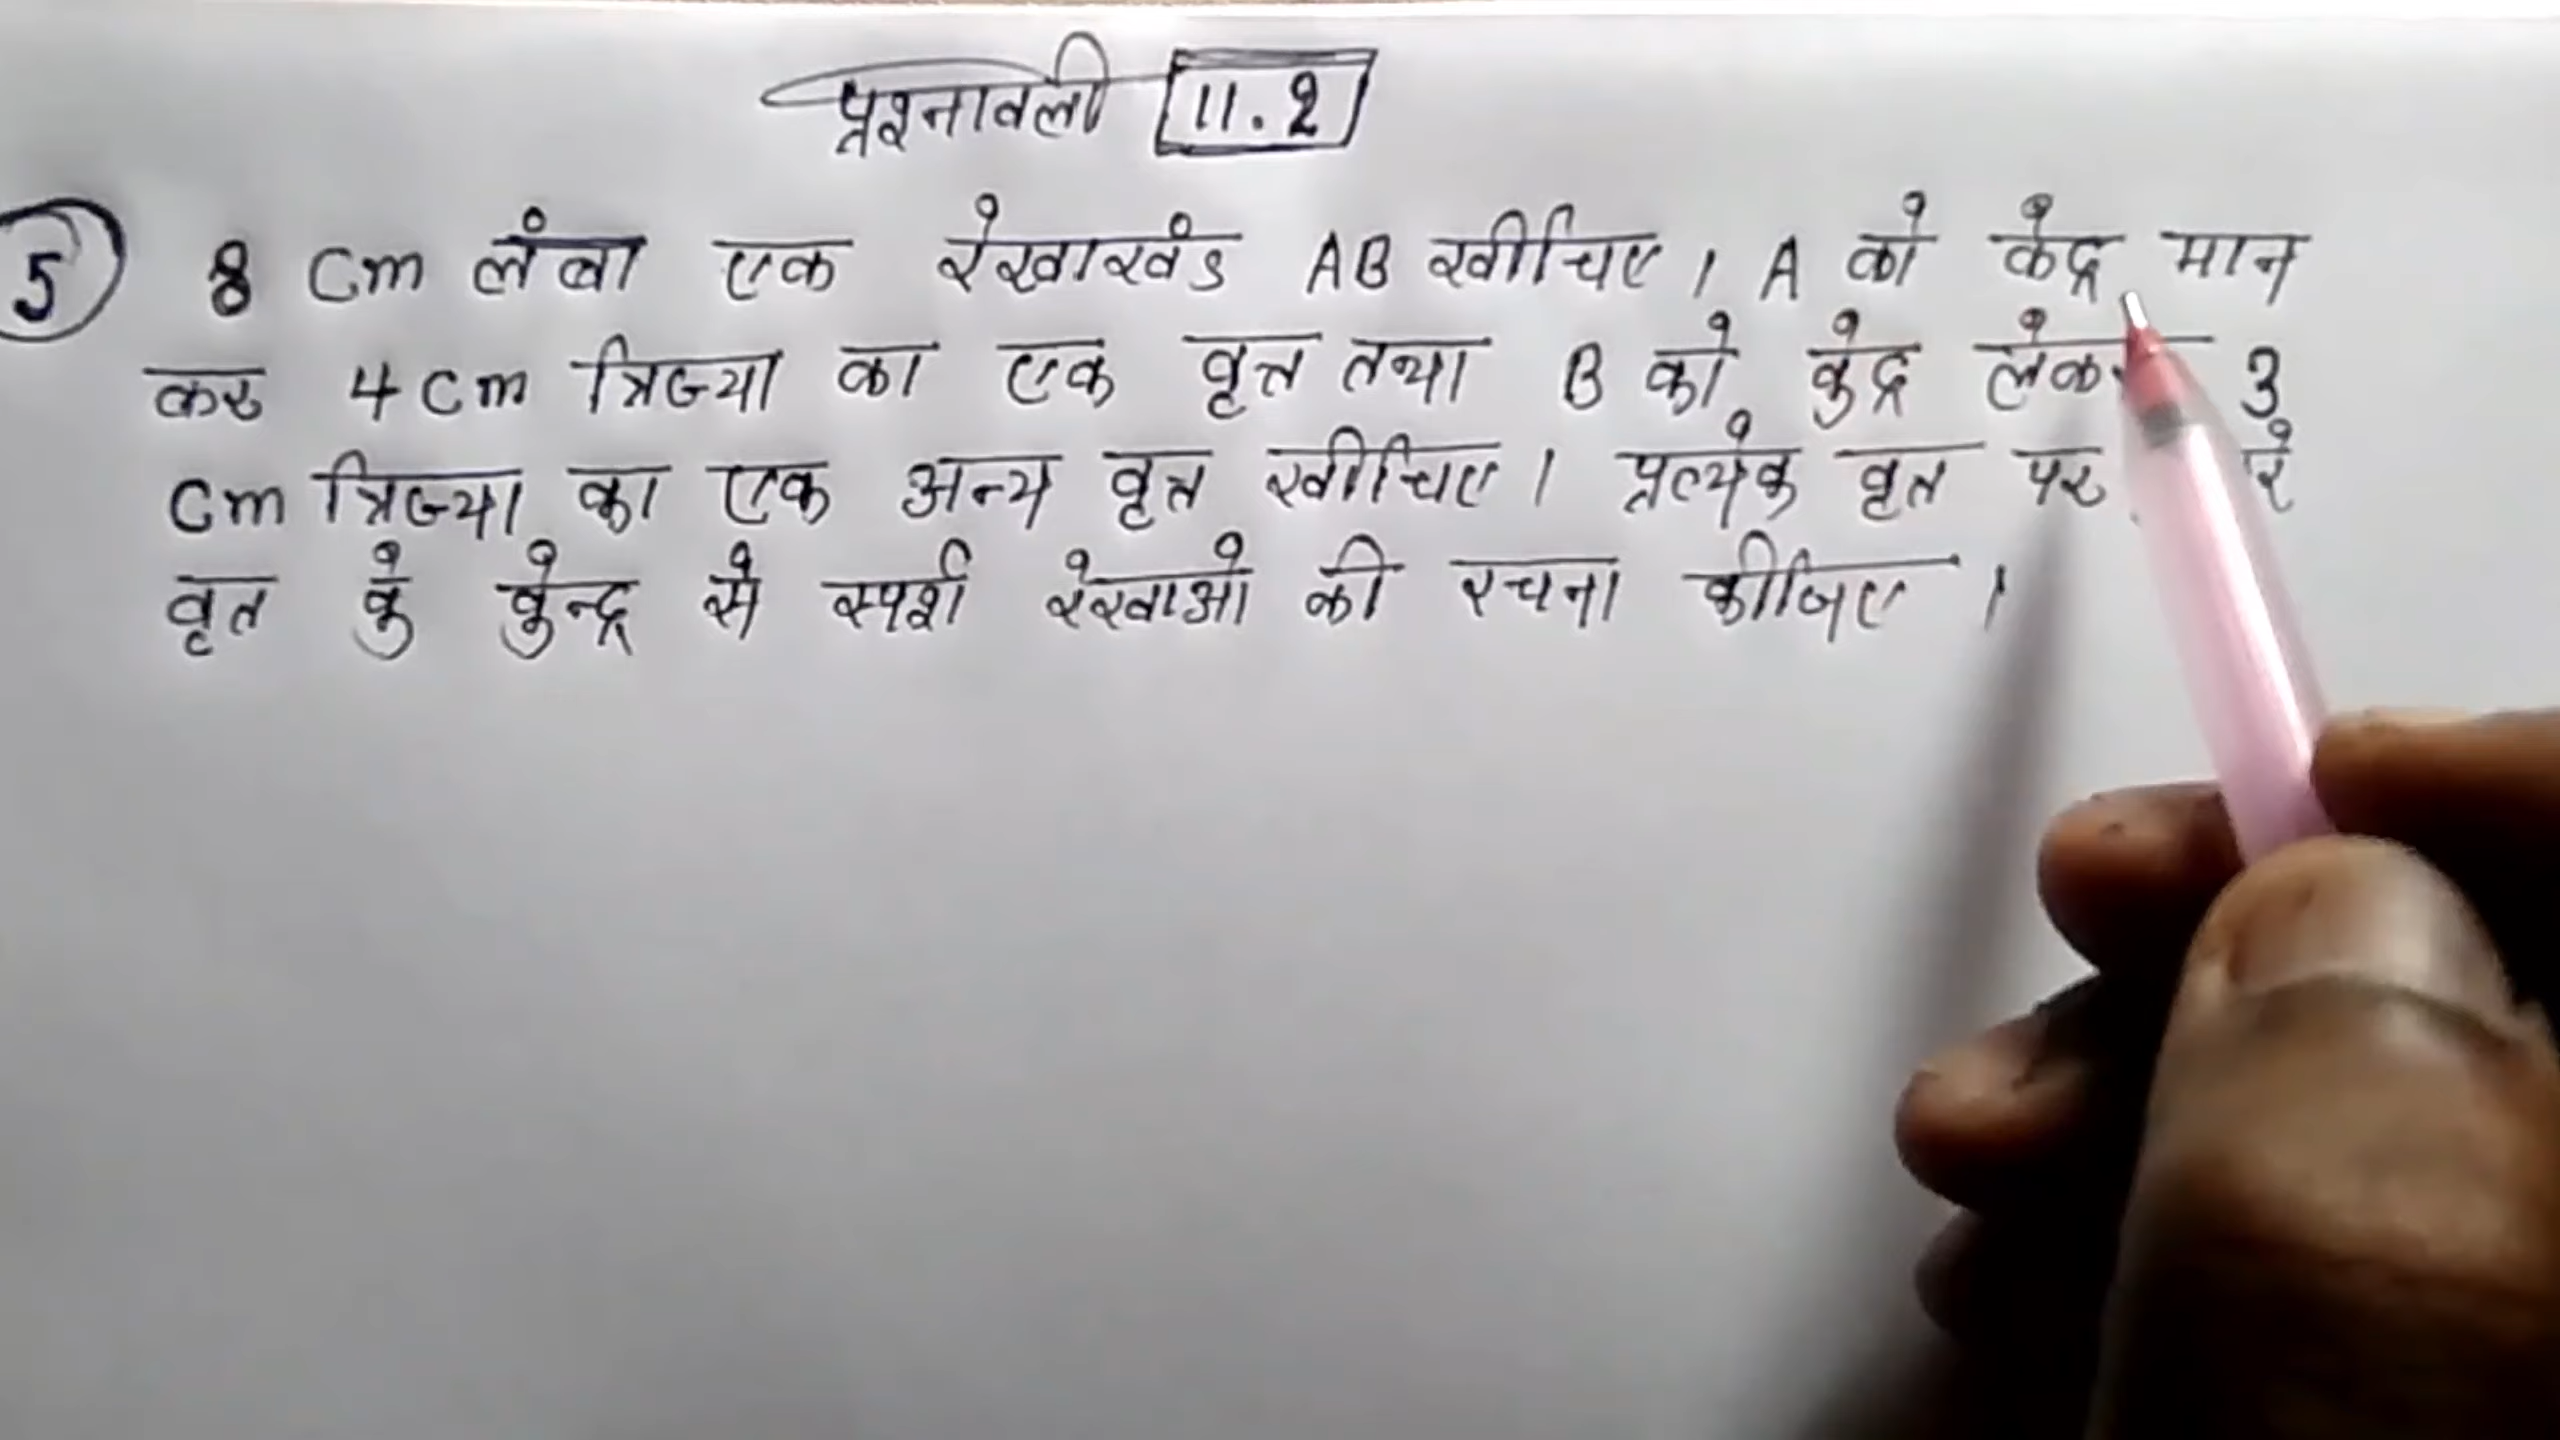 प्रश्नावली 11.2
5 8 cm लंबा एक रेखाखंड AB खींचिए। A को केंद्र मान
कर 4 cm त्रिज्या का एक वृत्त तथा B को केंद्र लेकर 3
cm त्रिज्या का एक अन्य वृत्त खींचिए। प्रत्येक वृत पर
वृत के केन्द्र से स्पर्श रेखाओ की रचना कीजिए।